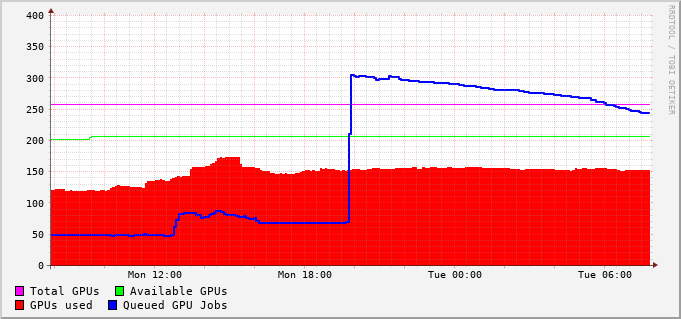 400
350
300
250
200
150
100
50
0
Mon 12:00 Mon 18:00 Tue 00:00 Tue 06:00
Total GPUs Available GPUs
GPUs used Queued GPU Jobs
RRDTOOL / TOBI OETIKER